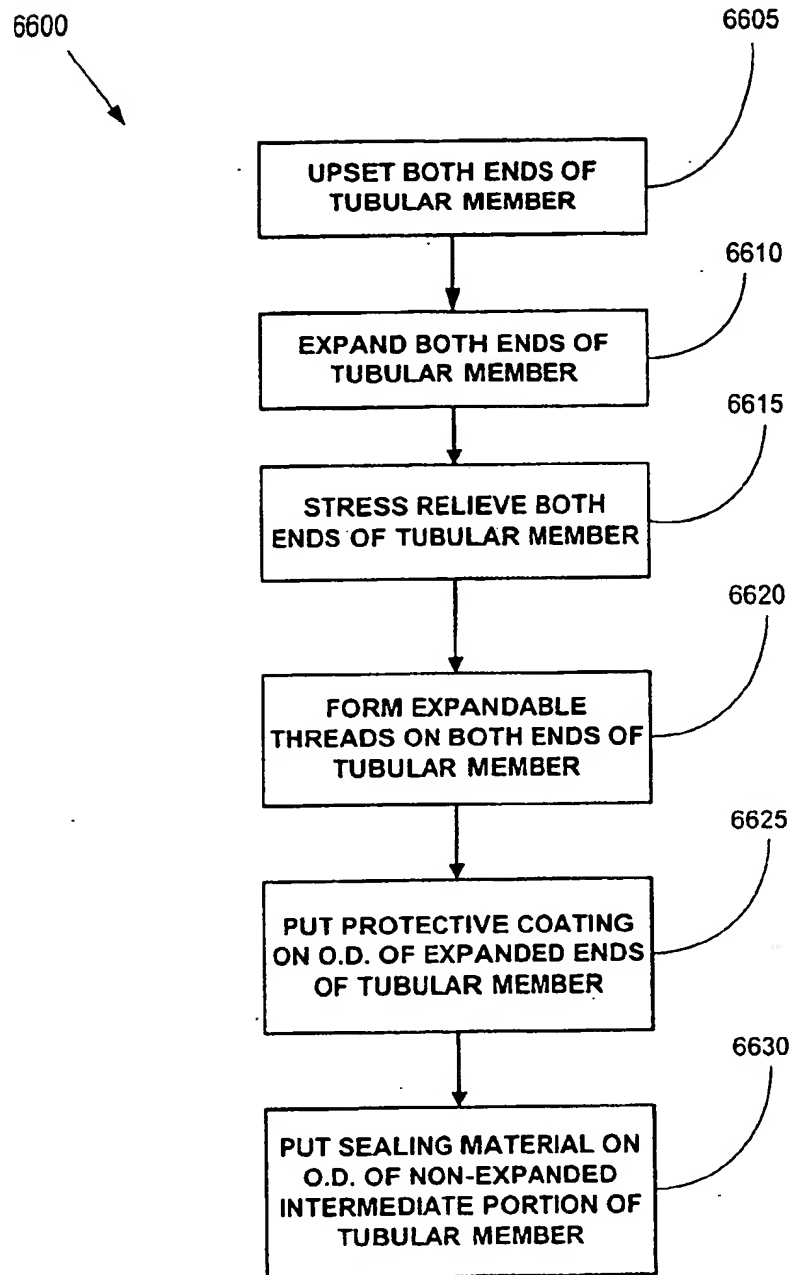 6600
6605
UPSET BOTH ENDS OF
TUBULAR MEMBER
6610
EXPAND BOTH ENDS OF
TUBULAR MEMBER
6615
STRESS RELIEVE BOTH
ENDS OF TUBULAR MEMBER
6620
FORM EXPANDABLE
THREADS ON BOTH ENDS OF
TUBULAR MEMBER
6625
PUT PROTECTIVE COATING
ON O.D. OF EXPANDED ENDS
OF TUBULAR MEMBER
6630
PUT SEALING MATERIAL ON
O.D. OF NON-EXPANDED
INTERMEDIATE PORTION OF
TUBULAR MEMBER